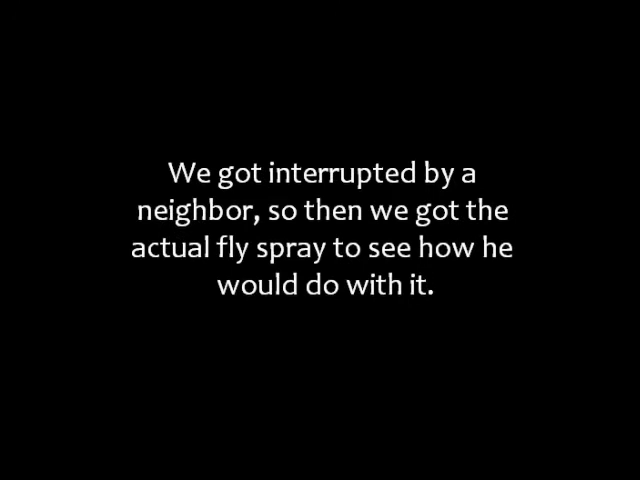 We got interrupted by a
neighbor, so then we got the
actual fly spray to see how he
would do with it.